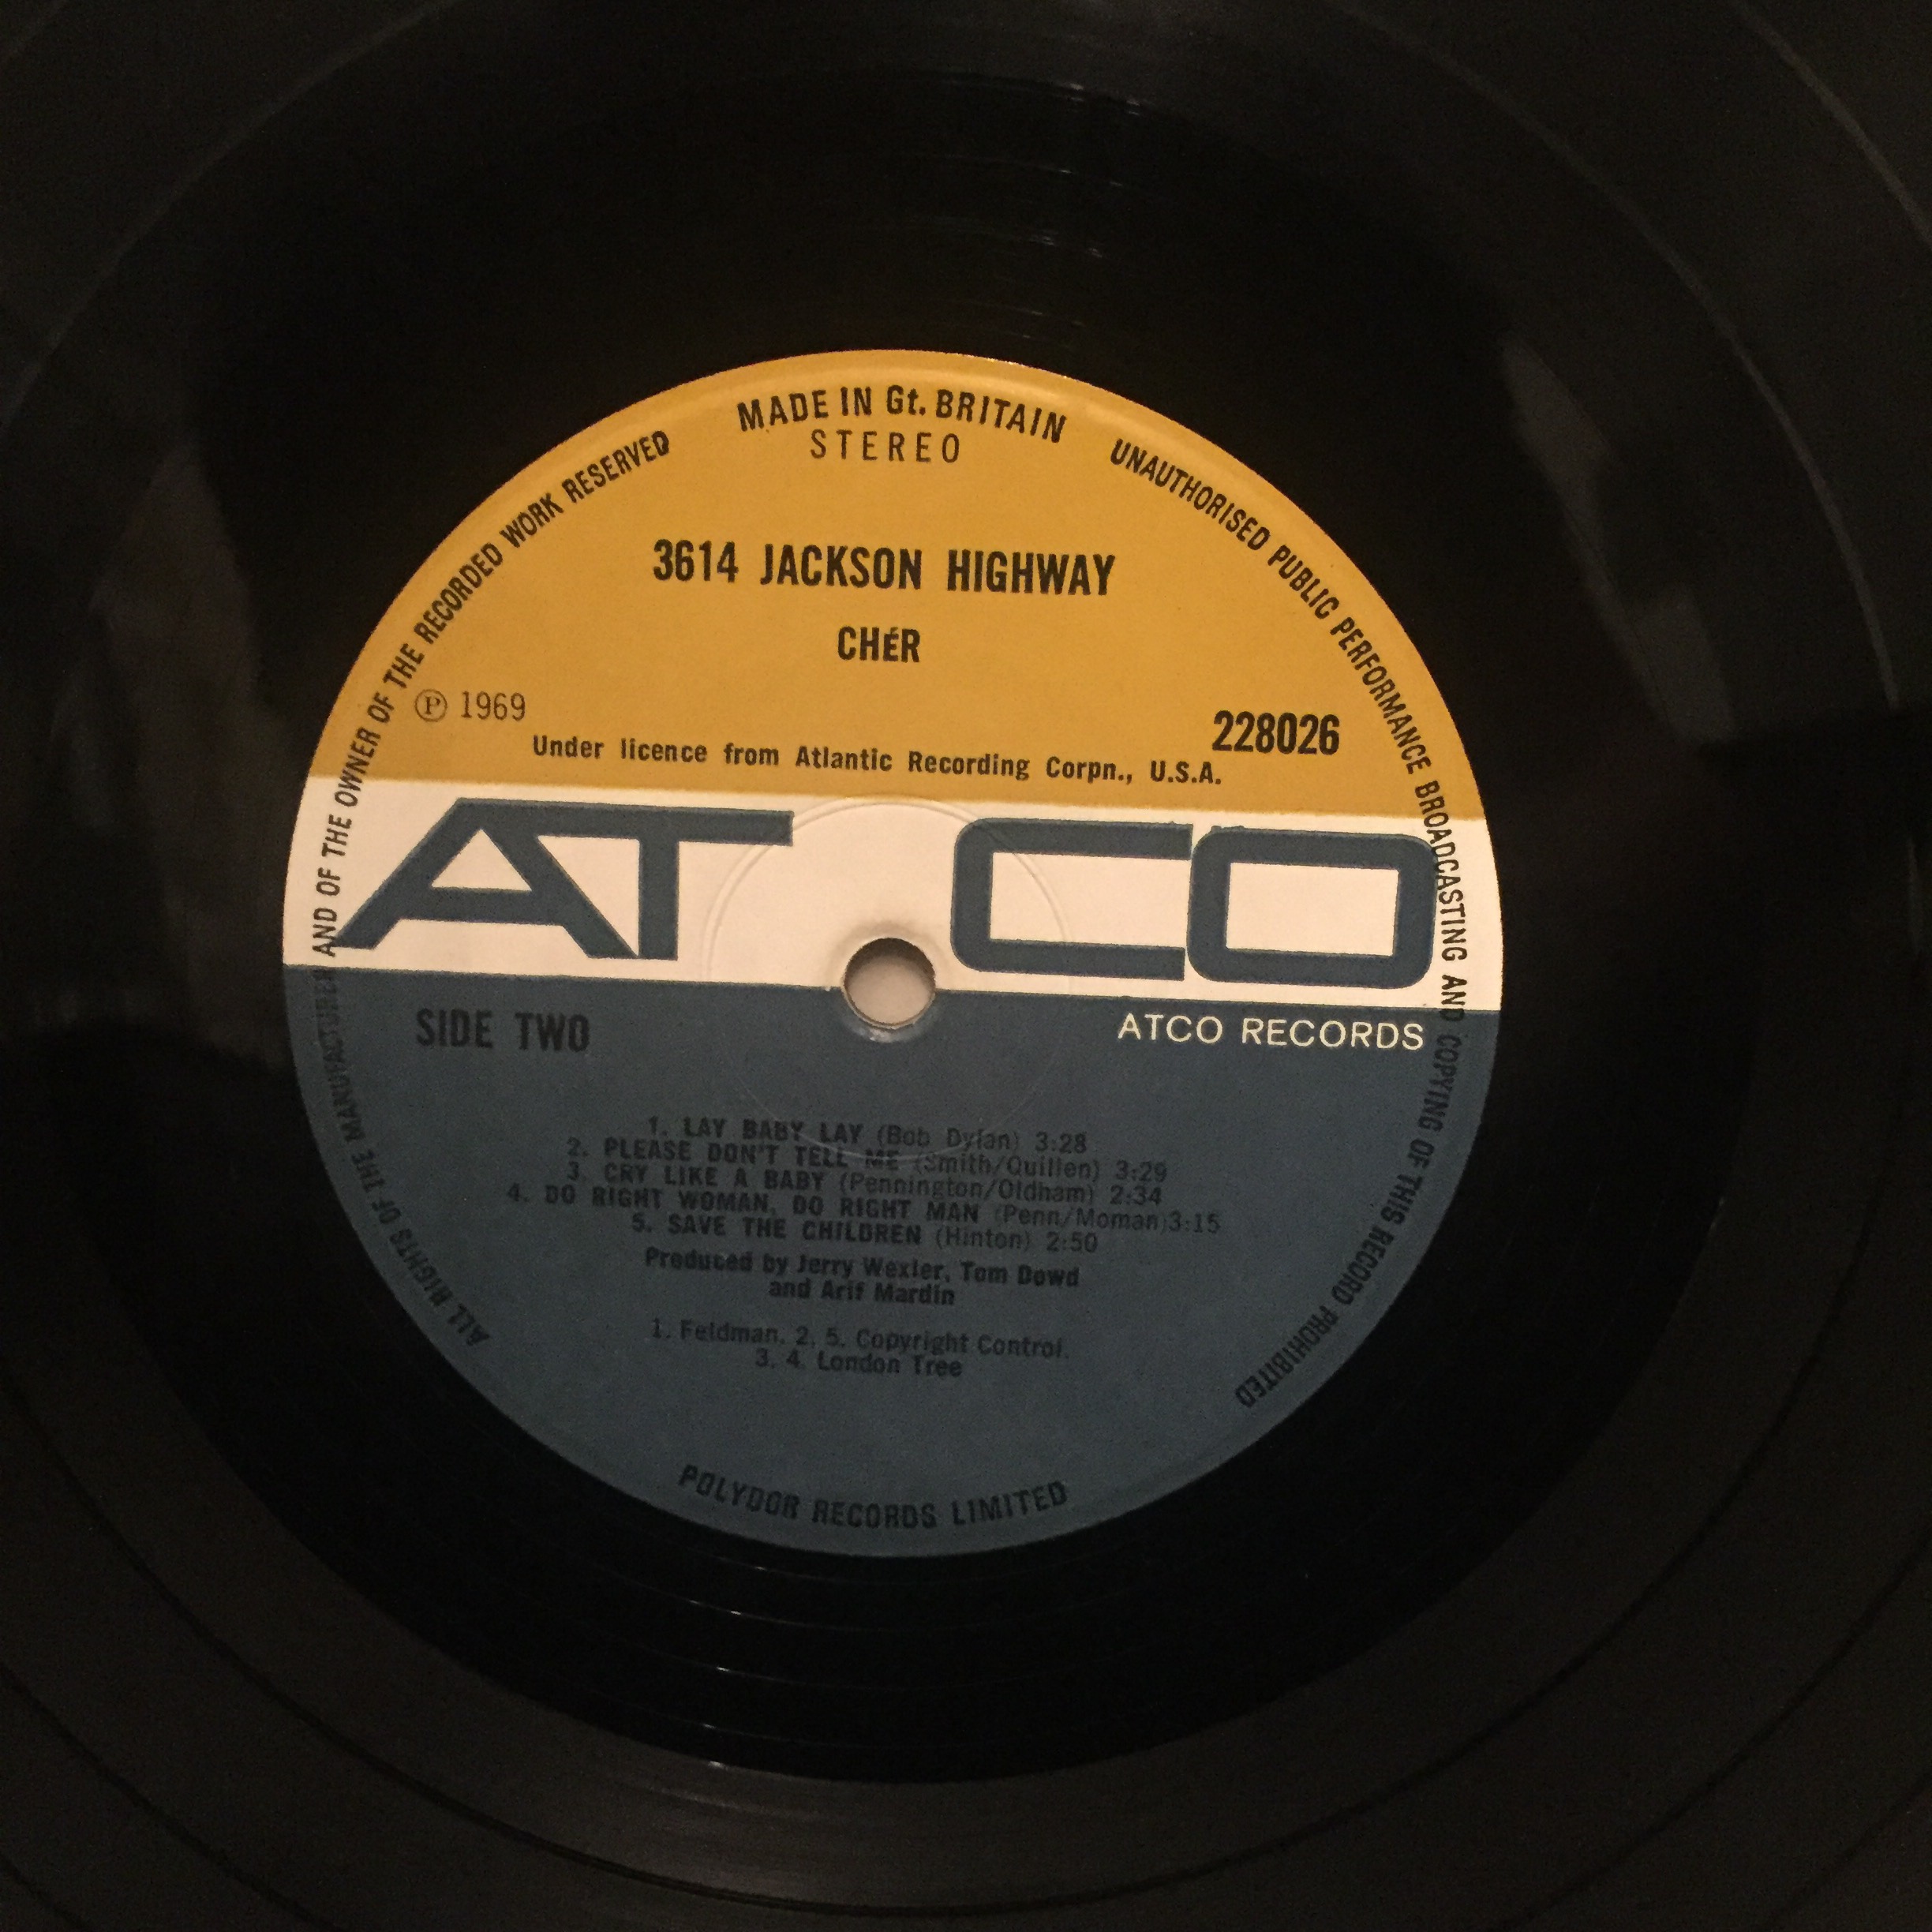 MADE IN Gt. BRITAIN
STEREO
ALL RIGHTS OF THE MANUFACTURER AND OF THE OWNER OF THE RECORDED WORK RESERVED
UNAUTHORISED PUBLIC PERFORMANCE BROADCASTING AND COPYING OF THIS RECORD PROHIBITED
3614 JACKSON HIGHWAY
CHÉR
Ⓟ 1969
228026
Under licence from Atlantic Recording Corpn., U.S.A.
AT CO
SIDE TWO
ATCO RECORDS
1. LAY BABY LAY (Bob Dylan) 3:28
2. PLEASE DON'T TELL ME (Smith/Quillen) 3:29
3. CRY LIKE A BABY (Pennington/Oldham) 2:34
4. DO RIGHT WOMAN, DO RIGHT MAN (Penn/Moman)3:15
5. SAVE THE CHILDREN (Hinton) 2:50
Produced by Jerry Wexler, Tom Dowd
and Arif Mardin
1. Feldman. 2, 5. Copyright Control.
3, 4. London Tree
POLYDOR RECORDS LIMITED